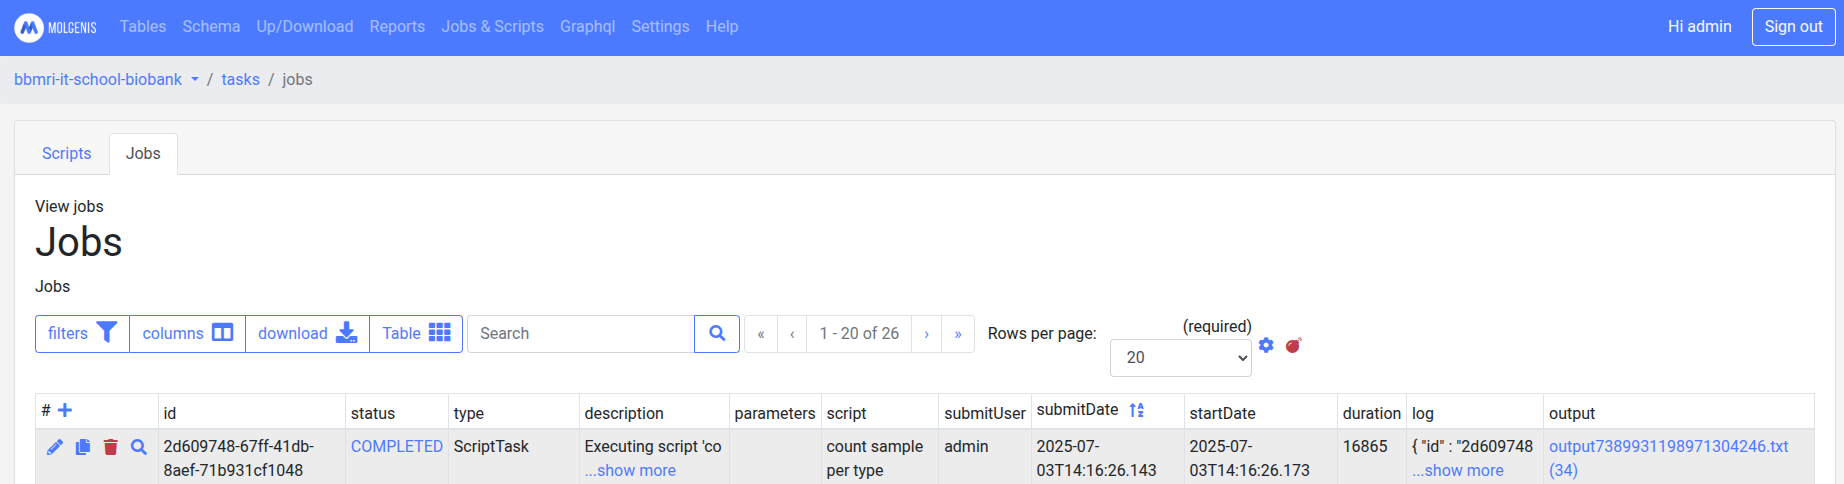 MOLGENIS Tables Schema Up/Download Reports Jobs & Scripts Graphql Settings Help Hi admin Sign out
bbmri-it-school-biobank / tasks / jobs
Scripts Jobs
View jobs
Jobs
Jobs
filters columns download Table Search « ‹ 1 - 20 of 26 › » Rows per page: (required) 20
# id status type description parameters script submitUser submitDate startDate duration log output
2d609748-67ff-41db- COMPLETED ScriptTask Executing script 'co count sample admin 2025-07- 2025-07- 16865 { "id" : "2d609748 output7389931198971304246.txt
8aef-71b931cf1048 ...show more per type 03T14:16:26.143 03T14:16:26.173 ...show more (34)